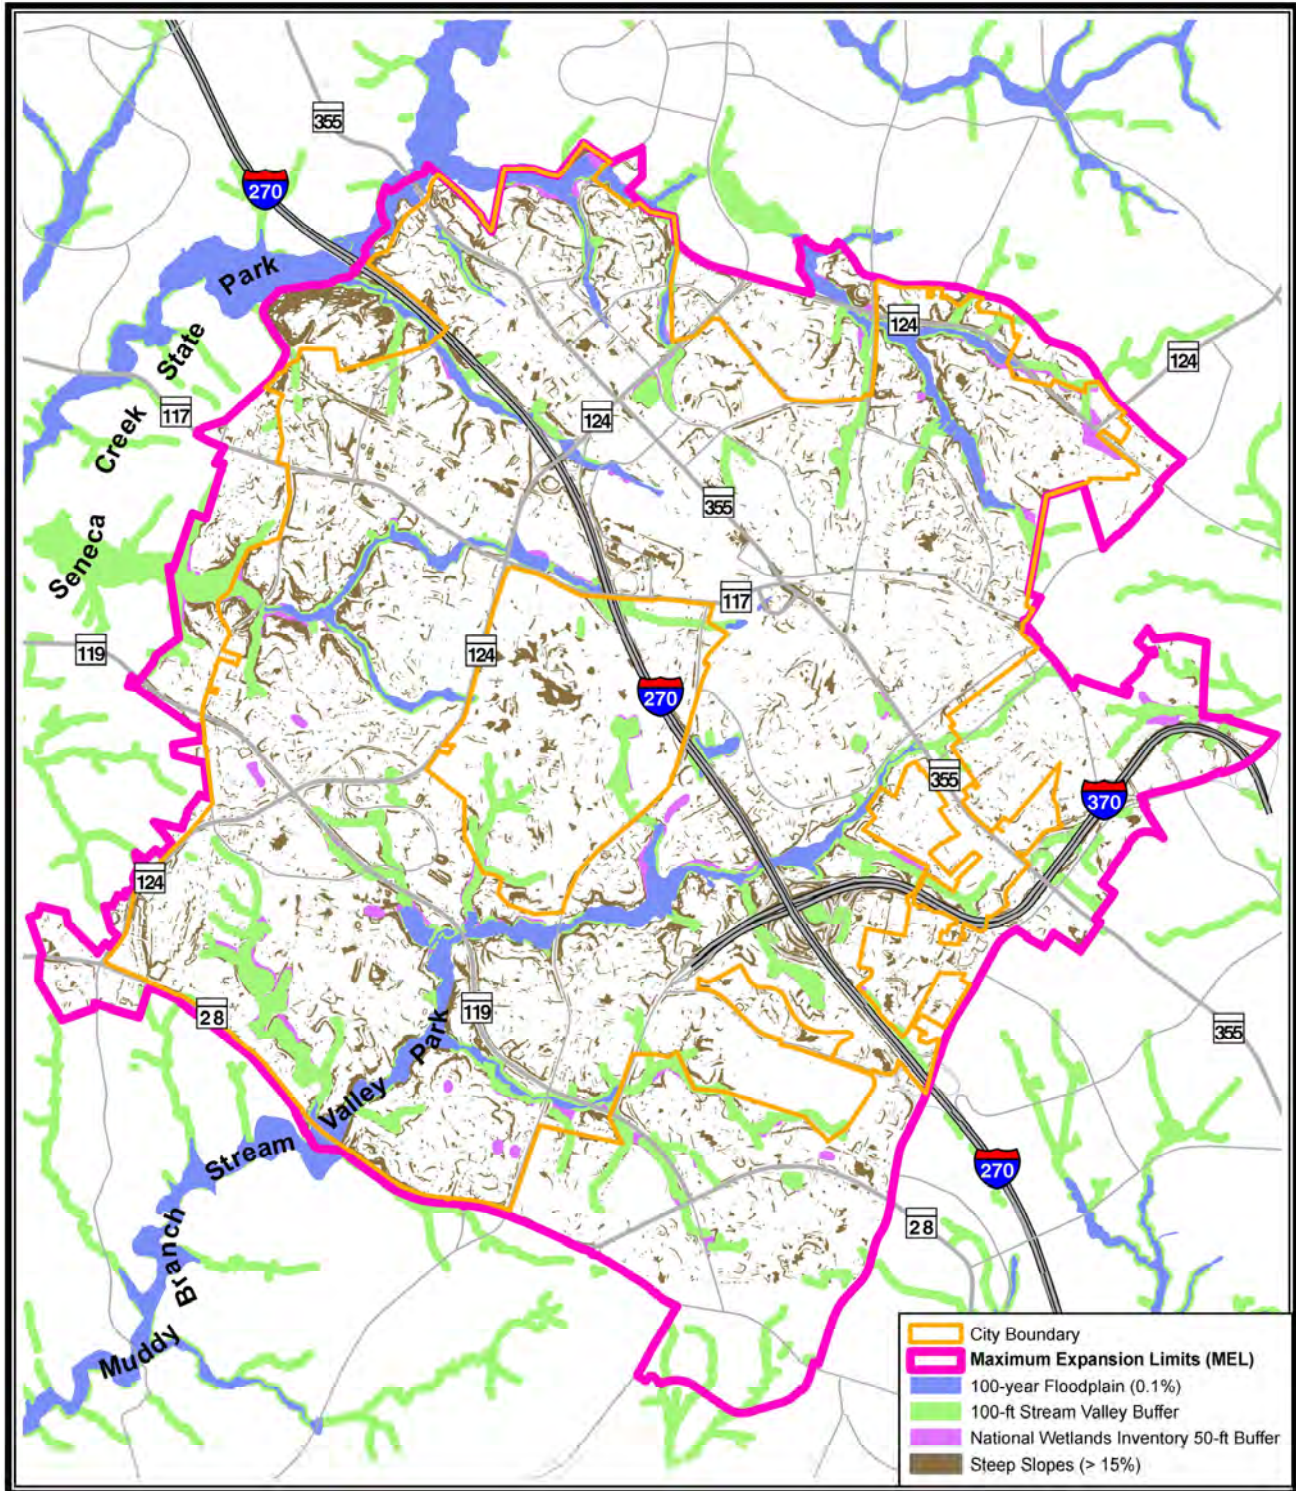 355
270
Park
State
124
124
117
Creek
124
355
Seneca
117
119
124
270
355
370
124
28
119
Park
355
Valley
Stream
270
28
Branch
Muddy
City Boundary
Maximum Expansion Limits (MEL)
100-year Floodplain (0.1%)
100-ft Stream Valley Buffer
National Wetlands Inventory 50-ft Buffer
Steep Slopes (> 15%)